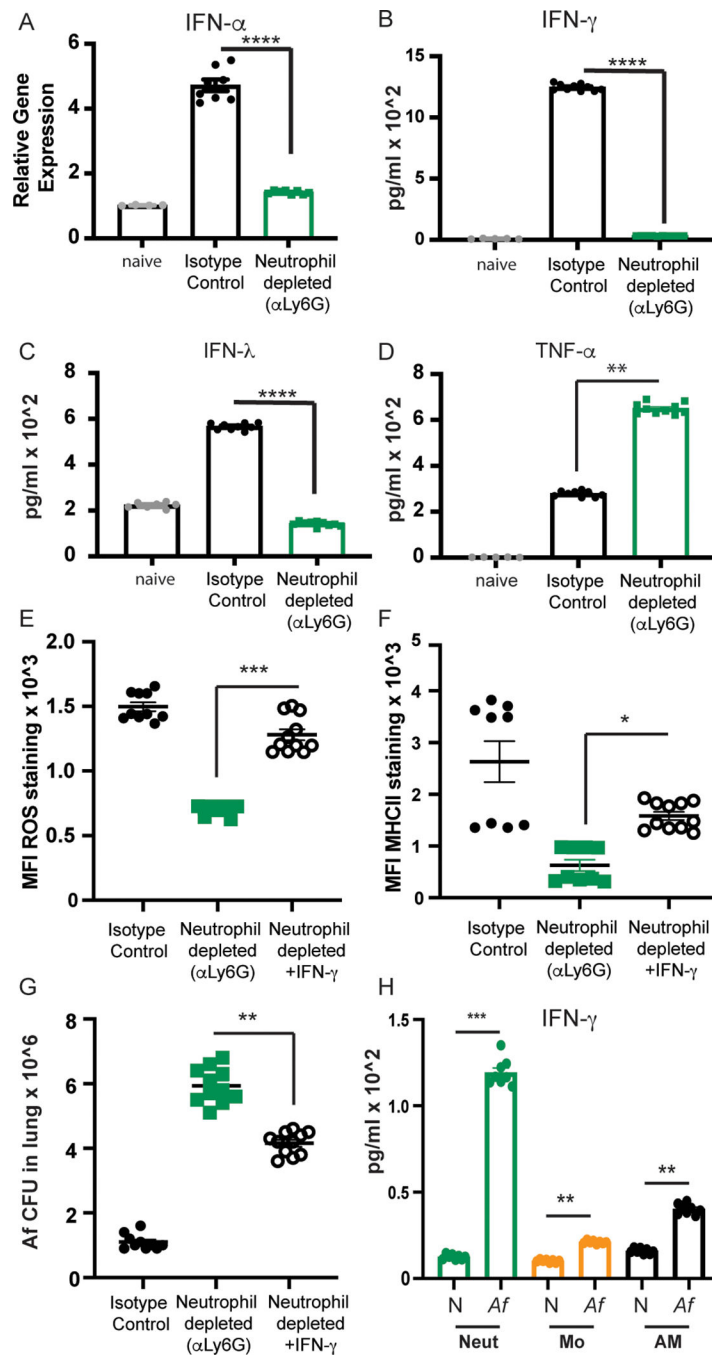 A
IFN-α
Relative Gene
Expression
6
4
2
0
****
naive
Isotype
Control
Neutrophil
depleted
(αLy6G)
B
IFN-γ
pg/ml x 10^2
15
10
5
0
****
naive
Isotype
Control
Neutrophil
depleted
(αLy6G)
C
IFN-λ
pg/ml x 10^2
8
6
4
2
0
****
naive
Isotype
Control
Neutrophil
depleted
(αLy6G)
D
TNF-α
pg/ml x 10^2
8
6
4
2
0
**
naive
Isotype
Control
Neutrophil
depleted
(αLy6G)
E
MFI ROS staining x 10^3
2.0
1.5
1.0
0.5
0
***
Isotype
Control
Neutrophil
depleted
(αLy6G)
Neutrophil
depleted
+IFN-γ
F
MFI MHCII staining x 10^3
5
4
3
2
1
0
*
Isotype
Control
Neutrophil
depleted
(αLy6G)
Neutrophil
depleted
+IFN-γ
G
Af CFU in lung x 10^6
8
6
4
2
0
**
Isotype
Control
Neutrophil
depleted
(αLy6G)
Neutrophil
depleted
+IFN-γ
H
IFN-γ
pg/ml x 10^2
1.5
1.0
0.5
0
***
**
**
N Af N Af N Af
Neut Mo AM